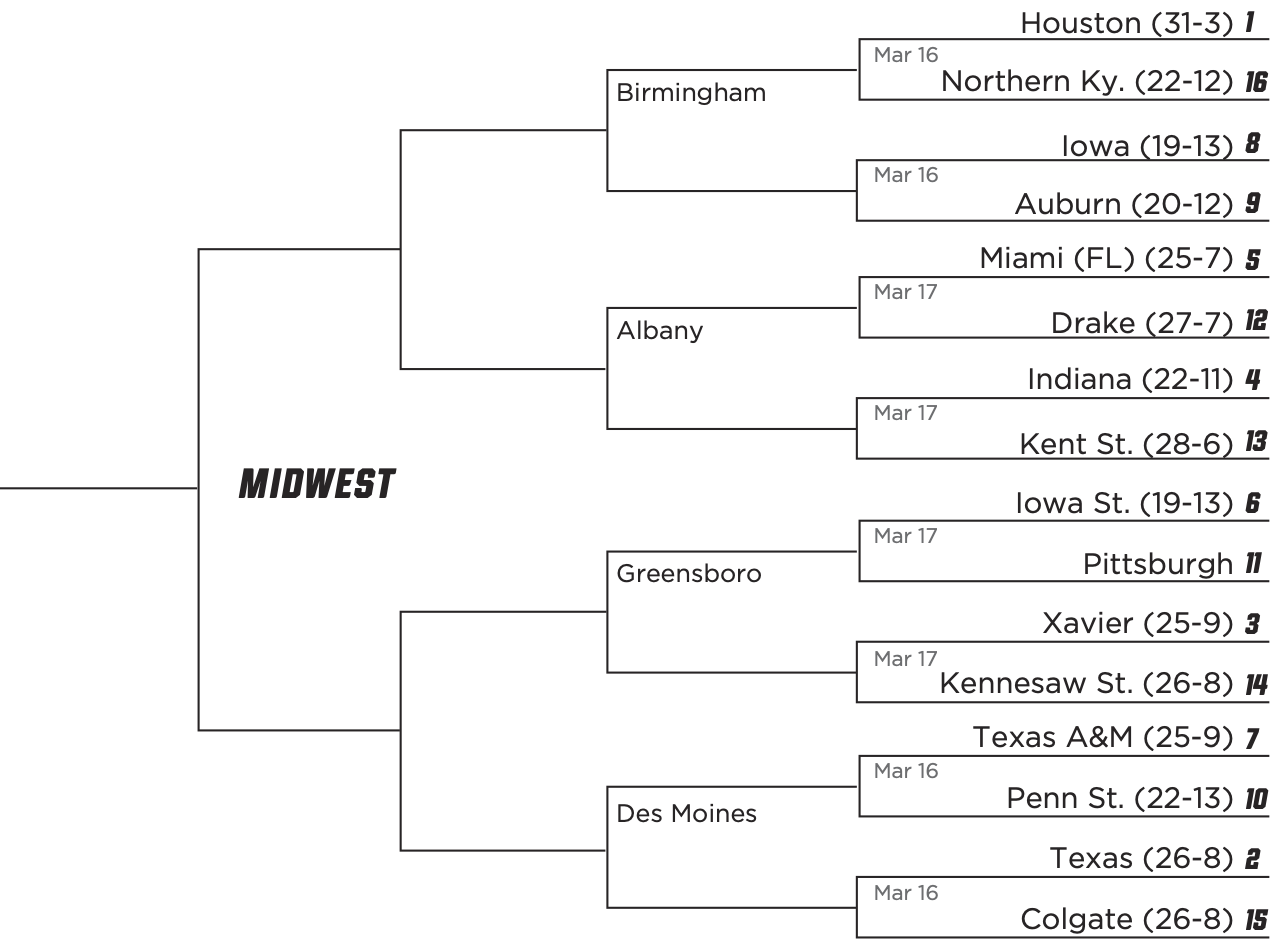 Houston (31-3) 1
Mar 16
Northern Ky. (22-12) 16
Birmingham
Iowa (19-13) 8
Mar 16
Auburn (20-12) 9
Miami (FL) (25-7) 5
Mar 17
Drake (27-7) 12
Albany
Indiana (22-11) 4
Mar 17
Kent St. (28-6) 13
MIDWEST
Iowa St. (19-13) 6
Mar 17
Pittsburgh 11
Greensboro
Xavier (25-9) 3
Mar 17
Kennesaw St. (26-8) 14
Texas A&M (25-9) 7
Mar 16
Penn St. (22-13) 10
Des Moines
Texas (26-8) 2
Mar 16
Colgate (26-8) 15